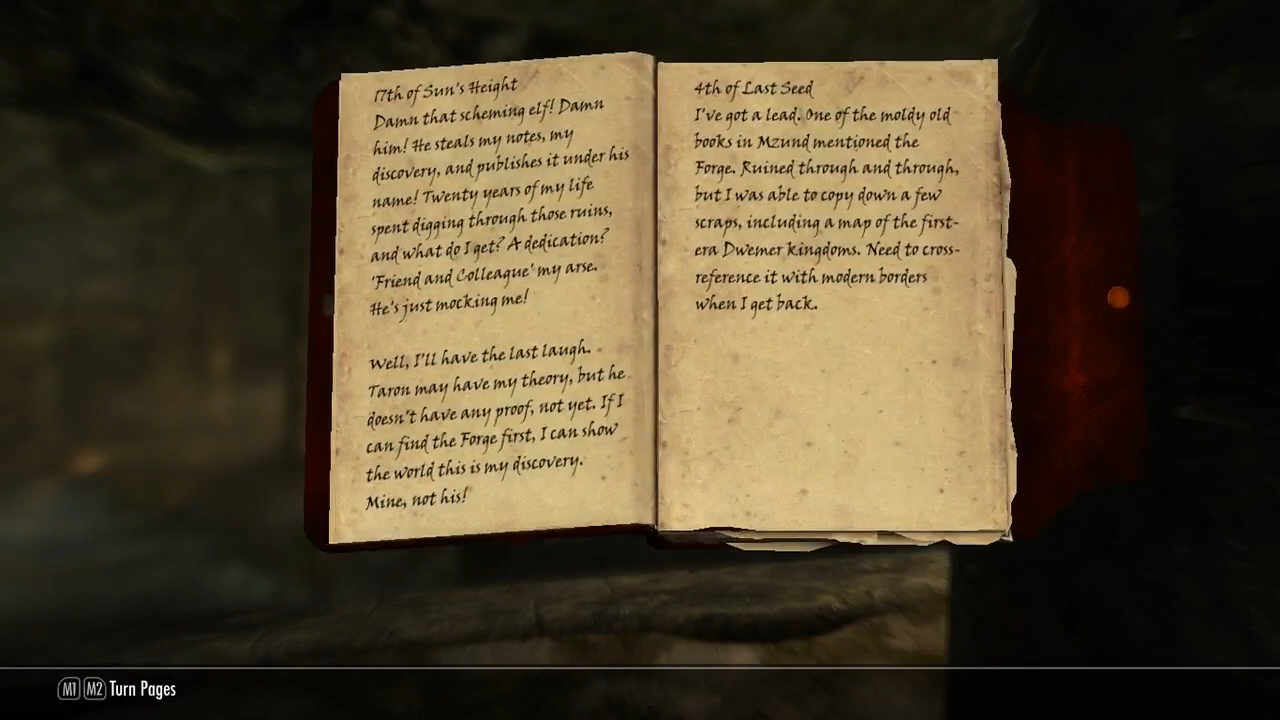 17th of Sun's Height
Damn that scheming elf! Damn
him! He steals my notes, my
discovery, and publishes it under his
name! Twenty years of my life
spent digging through those ruins,
and what do I get? A dedication?
'Friend and Colleague' my arse.
He's just mocking me!
Well, I'll have the last laugh.
Taron may have my theory, but he
doesn't have any proof, not yet. If I
can find the Forge first, I can show
the world this is my discovery.
Mine, not his!
4th of Last Seed
I've got a lead. One of the moldy old
books in Mzund mentioned the
Forge. Ruined through and through,
but I was able to copy down a few
scraps, including a map of the first-
era Dwemer kingdoms. Need to cross-
reference it with modern borders
when I get back.
M1 M2 Turn Pages